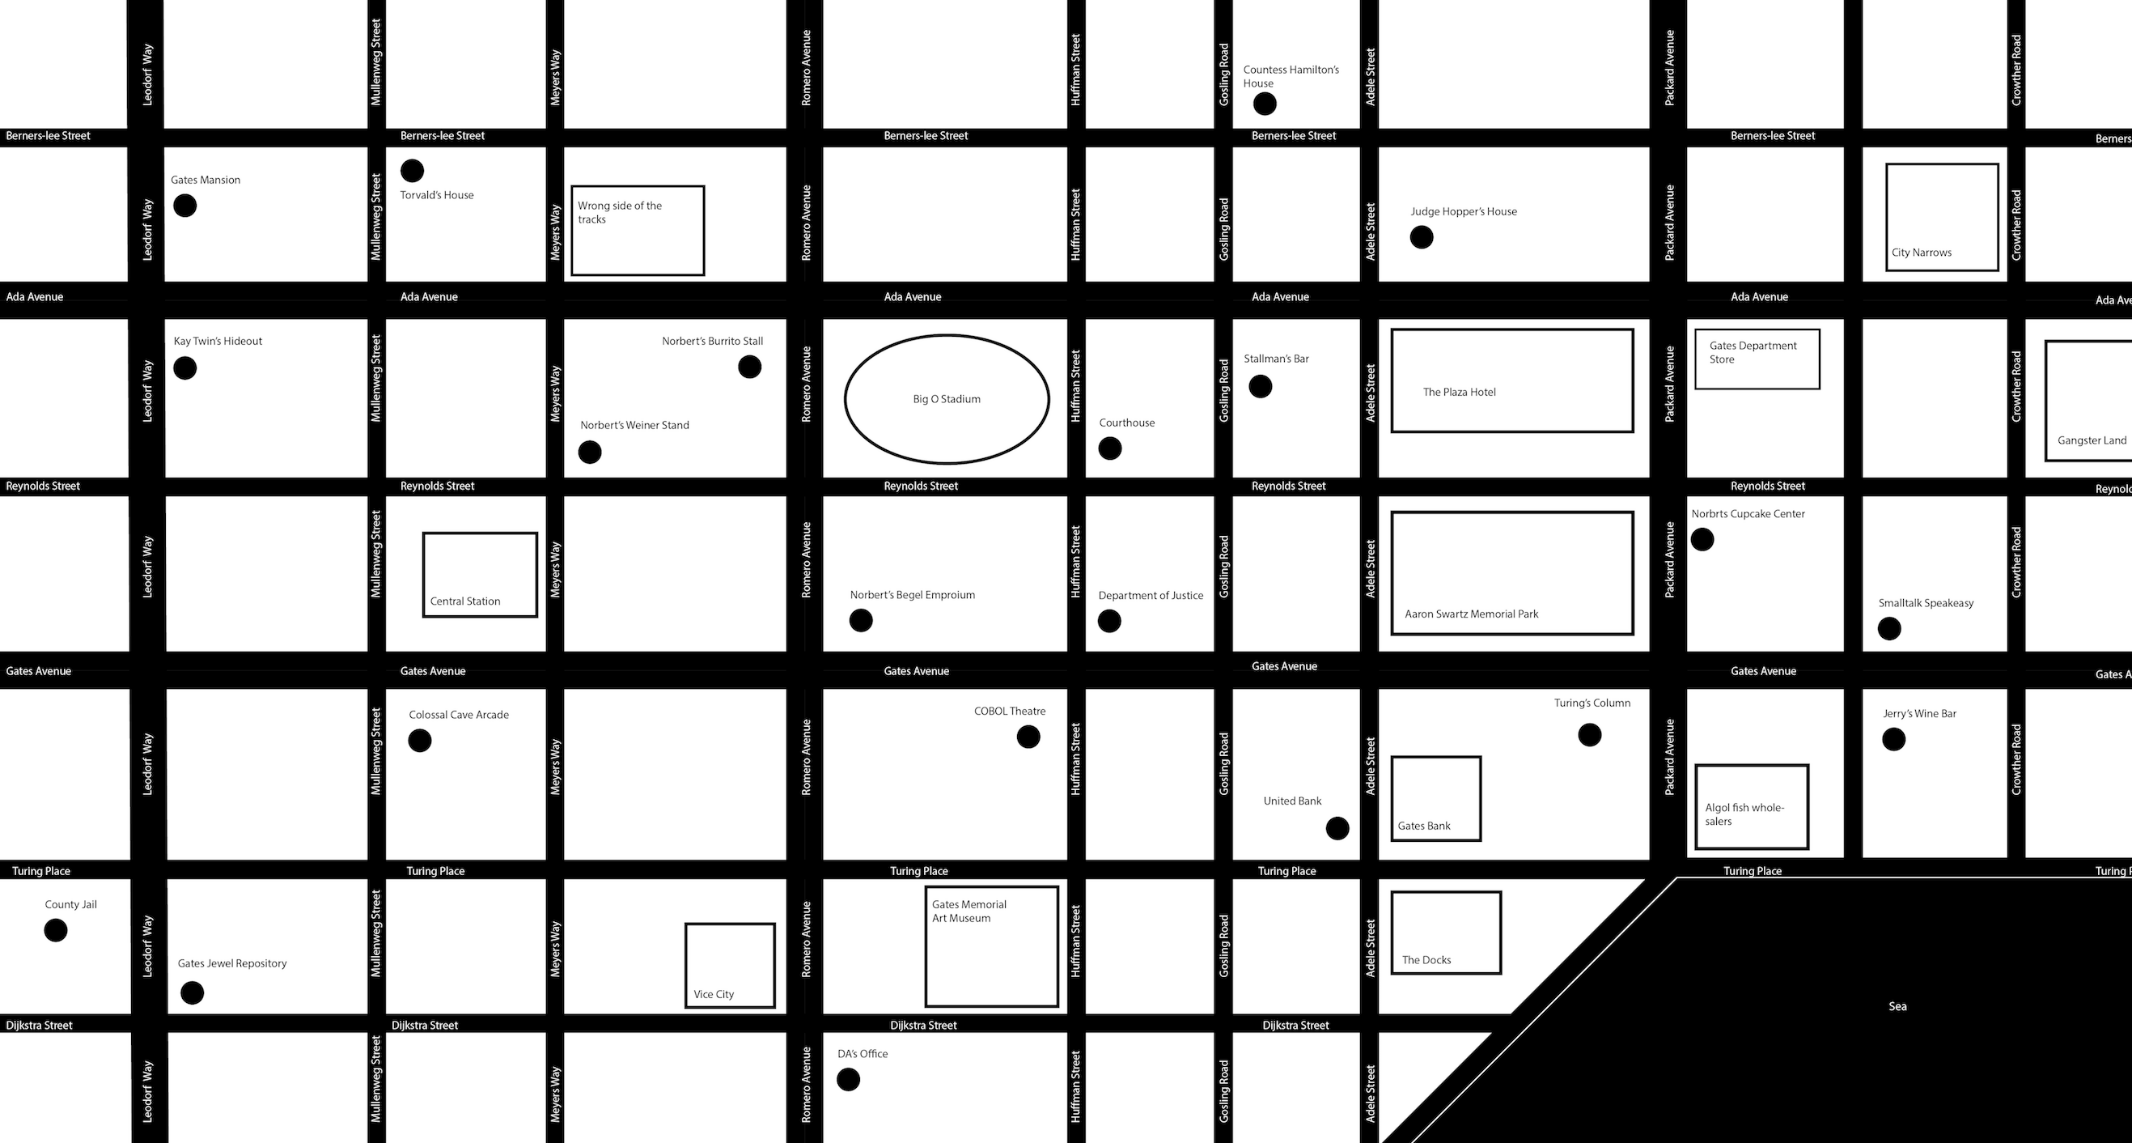 Leodorf Way
Mullenweg Street
Meyers Way
Romero Avenue
Huffman Street
Gosling Road
Countess Hamilton's
House
Adele Street
Packard Avenue
Crowther Road
Berners-lee Street
Berners-lee Street
Berners-lee Street
Berners-lee Street
Berners-lee Street
Berners
Leodorf Way
Gates Mansion
Mullenweg Street
Torvald's House
Meyers Way
Wrong side of the
tracks
Romero Avenue
Huffman Street
Gosling Road
Adele Street
Judge Hopper's House
Packard Avenue
City Narrows
Crowther Road
Ada Avenue
Ada Avenue
Ada Avenue
Ada Avenue
Ada Avenue
Ada Ave
Leodorf Way
Kay Twin's Hideout
Mullenweg Street
Meyers Way
Norbert's Burrito Stall
Norbert's Weiner Stand
Romero Avenue
Big O Stadium
Huffman Street
Courthouse
Gosling Road
Stallman's Bar
Adele Street
The Plaza Hotel
Packard Avenue
Gates Department
Store
Crowther Road
Gangster Land
Reynolds Street
Reynolds Street
Reynolds Street
Reynolds Street
Reynolds Street
Reynolc
Leodorf Way
Mullenweg Street
Central Station
Meyers Way
Romero Avenue
Norbert's Begel Emproium
Huffman Street
Department of Justice
Gosling Road
Adele Street
Aaron Swartz Memorial Park
Packard Avenue
Norbrts Cupcake Center
Smalltalk Speakeasy
Crowther Road
Gates Avenue
Gates Avenue
Gates Avenue
Gates Avenue
Gates Avenue
Gates A
Leodorf Way
Mullenweg Street
Colossal Cave Arcade
Meyers Way
Romero Avenue
COBOL Theatre
Huffman Street
Gosling Road
United Bank
Adele Street
Gates Bank
Turing's Column
Packard Avenue
Algol fish whole-
salers
Jerry's Wine Bar
Crowther Road
Turing Place
Turing Place
Turing Place
Turing Place
Turing Place
Turing P
County Jail
Leodorf Way
Gates Jewel Repository
Mullenweg Street
Meyers Way
Vice City
Romero Avenue
Gates Memorial
Art Museum
Huffman Street
Gosling Road
Adele Street
The Docks
Sea
Dijkstra Street
Dijkstra Street
Dijkstra Street
Dijkstra Street
Leodorf Way
Mullenweg Street
Meyers Way
Romero Avenue
DA's Office
Huffman Street
Gosling Road
Adele Street